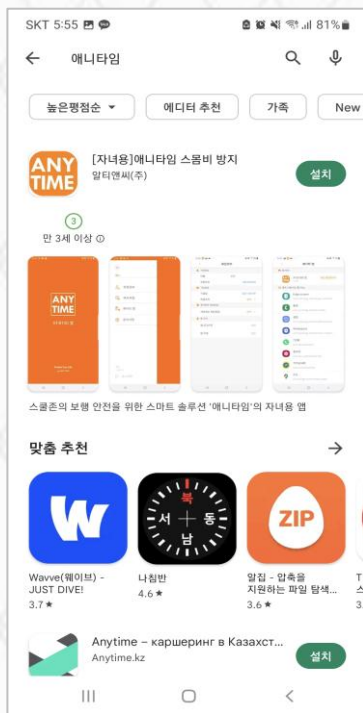 SKT 5:55
81%
애니타임
높은평점순
에디터 추천
가족
New
ANY TIME
[자녀용]애니타임 스몸비 방지
알티앤씨(주)
설치
3
만 3세 이상
ANY TIME
스쿨존의 보행 안전을 위한 스마트 솔루션 '애니타임'의 자녀용 앱
맞춤 추천
W
북
서 동
남
ZIP
Wavve(웨이브) -
JUST DIVE!
3.7 ★
나침반
4.6 ★
알집 - 압축을
지원하는 파일 탐색...
3.6 ★
Anytime – каршеринг в Казахст...
Anytime.kz
설치